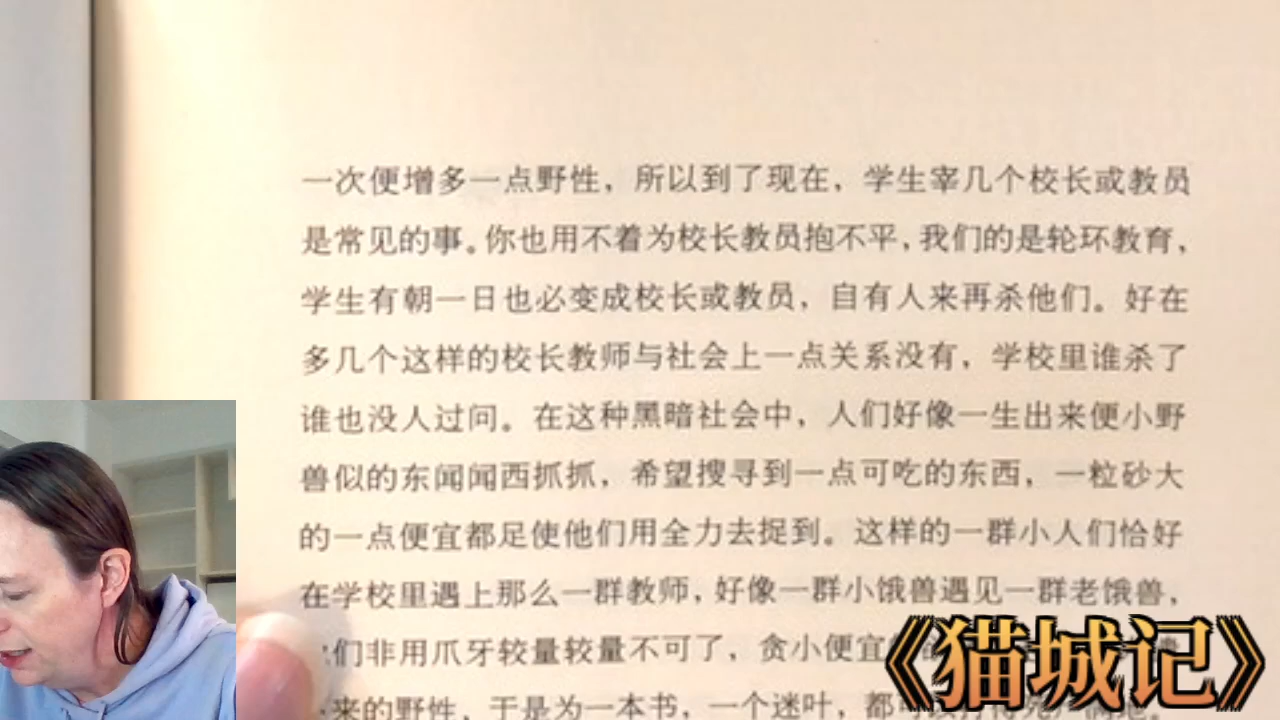 一次便增多一点野性，所以到了现在，学生宰几个校长或教员
是常见的事。你也用不着为校长教员抱不平，我们的是轮环教育，
学生有朝一日也必变成校长或教员，自有人来再杀他们。好在
多几个这样的校长教师与社会上一点关系没有，学校里谁杀了
谁也没人过问。在这种黑暗社会中，人们好像一生出来便小野
兽似的东闻闻西抓抓，希望搜寻到一点可吃的东西，一粒砂大
的一点便宜都足使他们用全力去捉到。这样的一群小人们恰好
在学校里遇上那么一群教师，好像一群小饿兽遇见一群老饿兽，
们非用爪牙较量较量不可了，贪小便宜
来的野性，于是为一本书，一个迷叶，都可以打得
《猫城记》